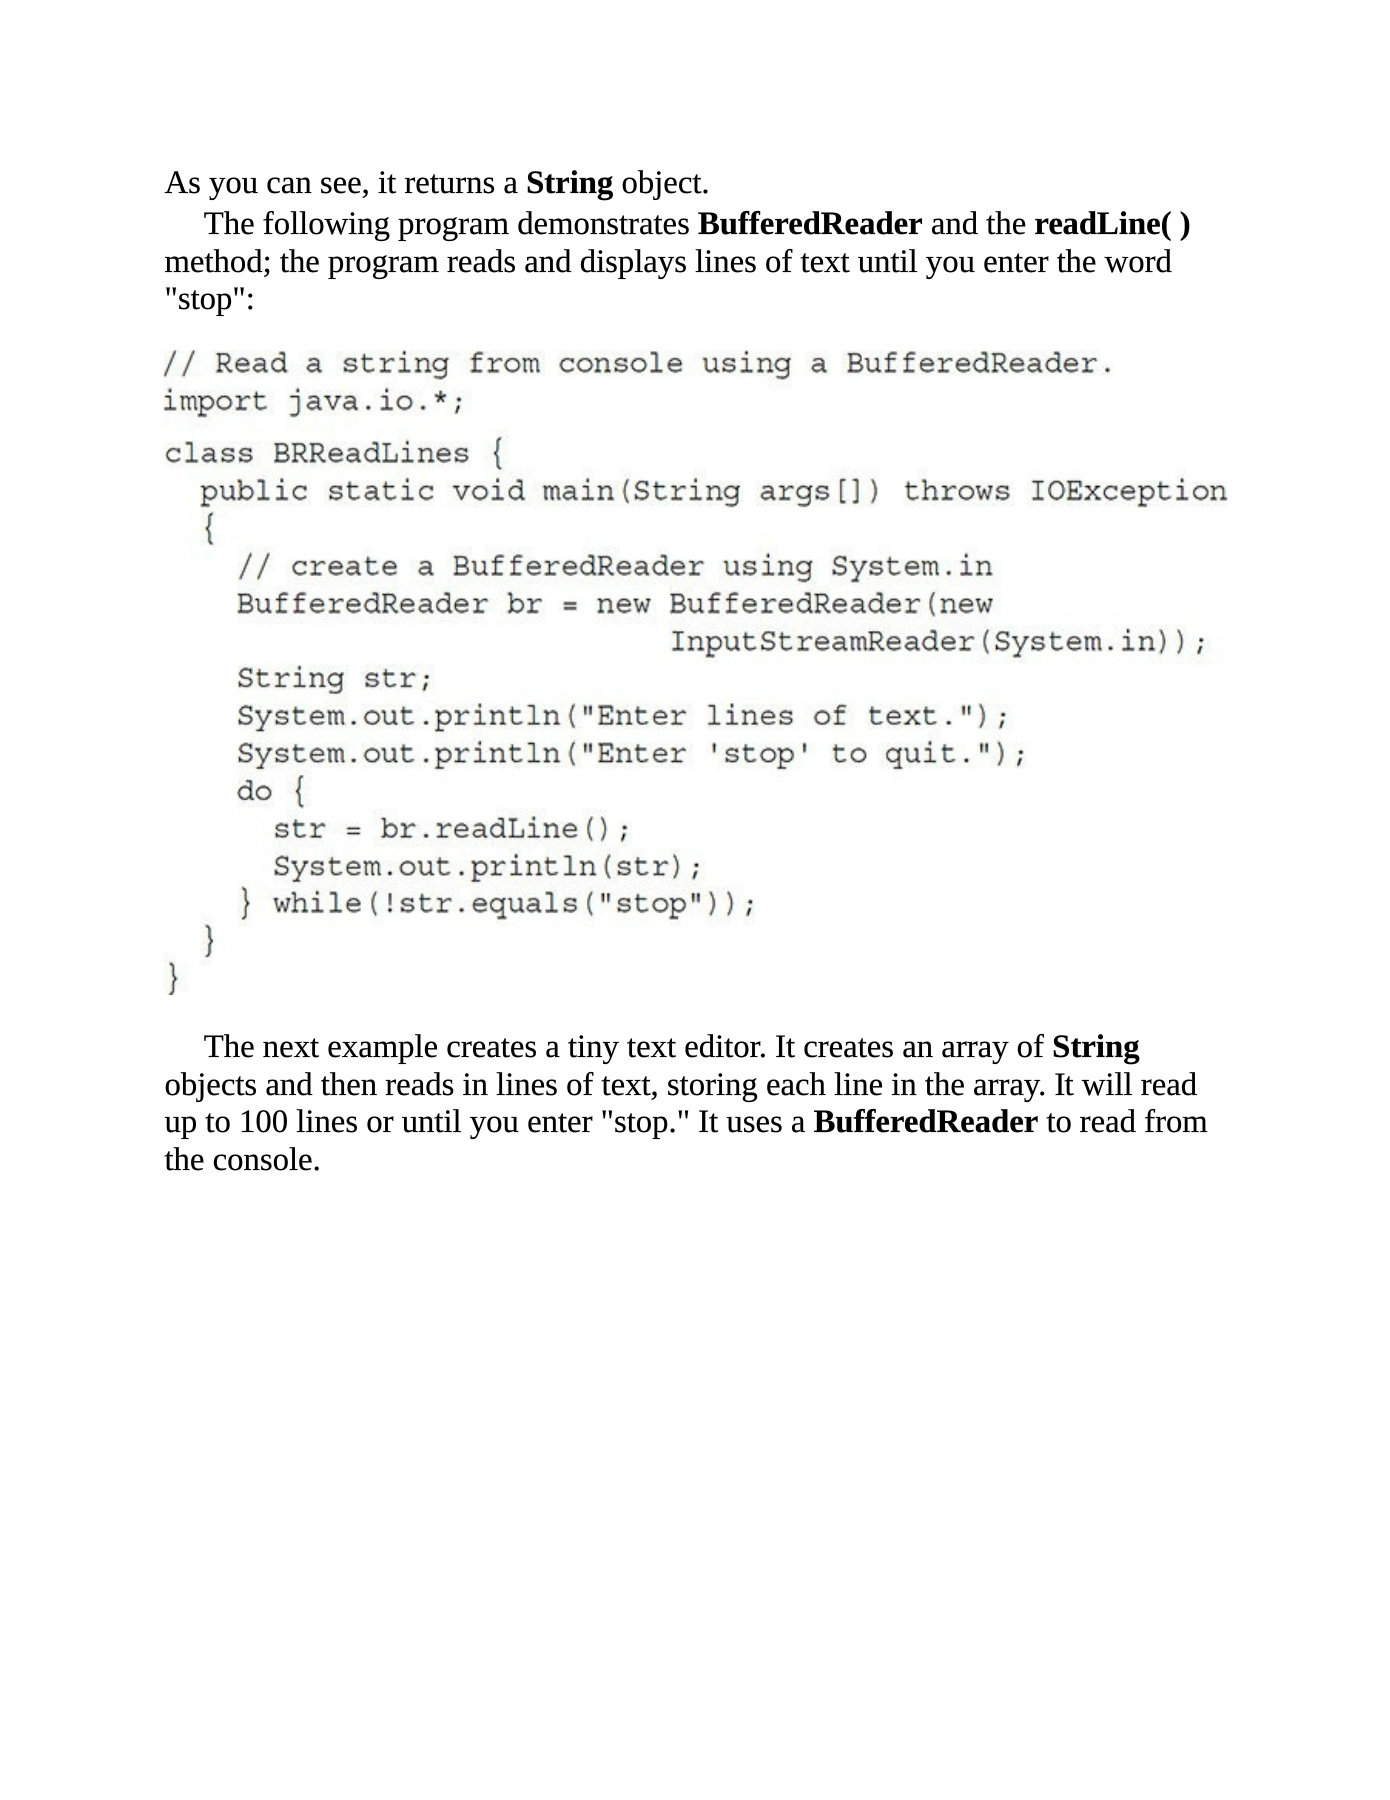 As you can see, it returns a String object.
The following program demonstrates BufferedReader and the readLine( )
method; the program reads and displays lines of text until you enter the word
"stop":
// Read a string from console using a BufferedReader.
import java.io.*;
class BRReadLines {
  public static void main(String args[]) throws IOException
  {
    // create a BufferedReader using System.in
    BufferedReader br = new BufferedReader(new
                            InputStreamReader(System.in));
    String str;
    System.out.println("Enter lines of text.");
    System.out.println("Enter 'stop' to quit.");
    do {
      str = br.readLine();
      System.out.println(str);
    } while(!str.equals("stop"));
  }
}
The next example creates a tiny text editor. It creates an array of String
objects and then reads in lines of text, storing each line in the array. It will read
up to 100 lines or until you enter "stop." It uses a BufferedReader to read from
the console.